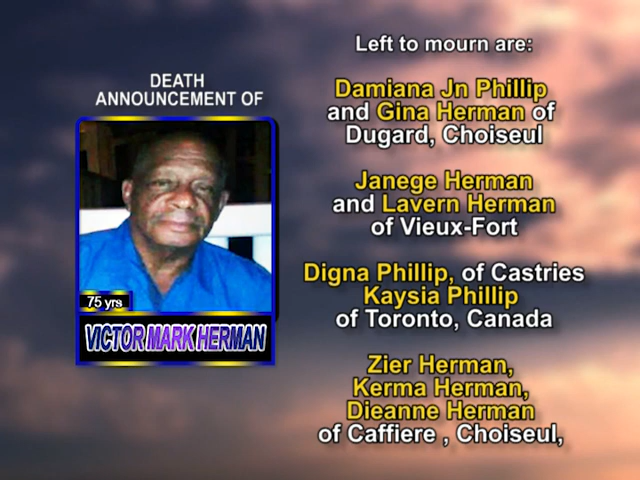 DEATH
ANNOUNCEMENT OF
75 yrs
VICTOR MARK HERMAN
Left to mourn are:
Damiana Jn Phillip
and Gina Herman of
Dugard, Choiseul
Janege Herman
and Lavern Herman
of Vieux-Fort
Digna Phillip, of Castries
Kaysia Phillip
of Toronto, Canada
Zier Herman,
Kerma Herman,
Dieanne Herman
of Caffiere , Choiseul,